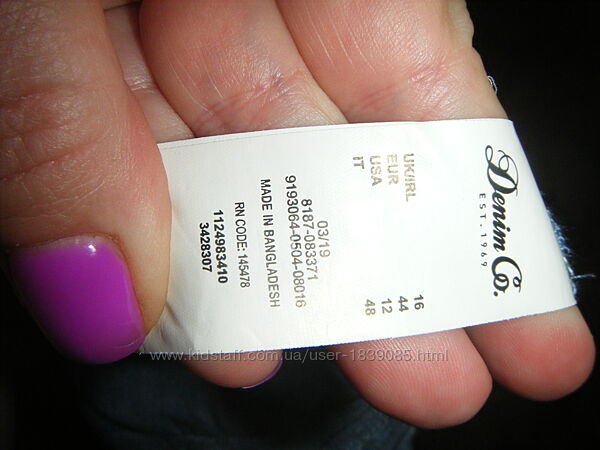 Denim Co.
EST. 1969
UK/IRL 16
EUR 44
USA 12
IT 48
03/19
8187-083371
9193064-0504-08016
MADE IN BANGLADESH
RN CODE: 145478
1124983410
3428307
www.kidstaff.com.ua/user-1839085.html